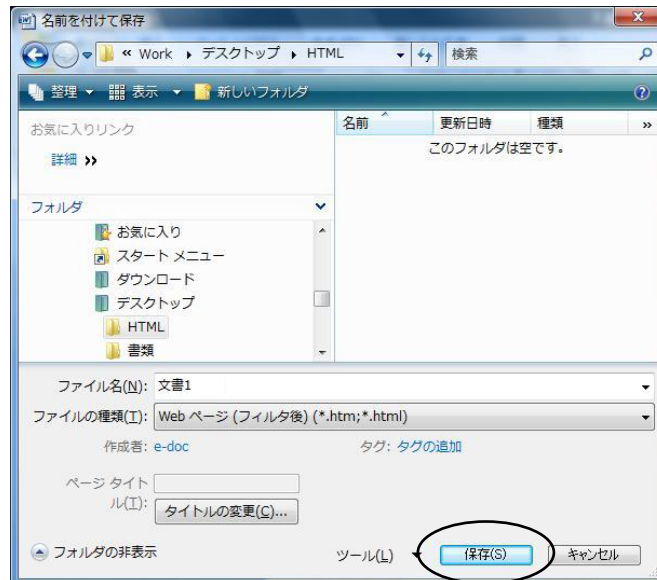 名前を付けて保存
« Work ▸ デスクトップ ▸ HTML 検索
整理 表示 新しいフォルダ
お気に入りリンク
詳細 »
フォルダ
お気に入り
スタート メニュー
ダウンロード
デスクトップ
HTML
書類
名前 更新日時 種類 »
このフォルダは空です。
ファイル名(N): 文書1
ファイルの種類(T): Web ページ (フィルタ後) (*.htm;*.html)
作成者: e-doc タグ: タグの追加
ページ タイト
ル(I):
タイトルの変更(C)...
フォルダの非表示 ツール(L) 保存(S) キャンセル